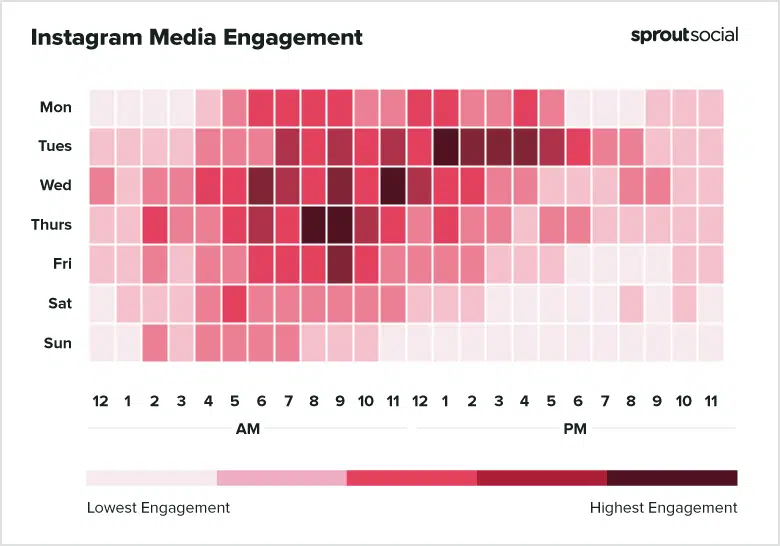 Instagram Media Engagement
sproutsocial
Mon
Tues
Wed
Thurs
Fri
Sat
Sun
12 1 2 3 4 5 6 7 8 9 10 11 12 1 2 3 4 5 6 7 8 9 10 11
AM PM
Lowest Engagement Highest Engagement